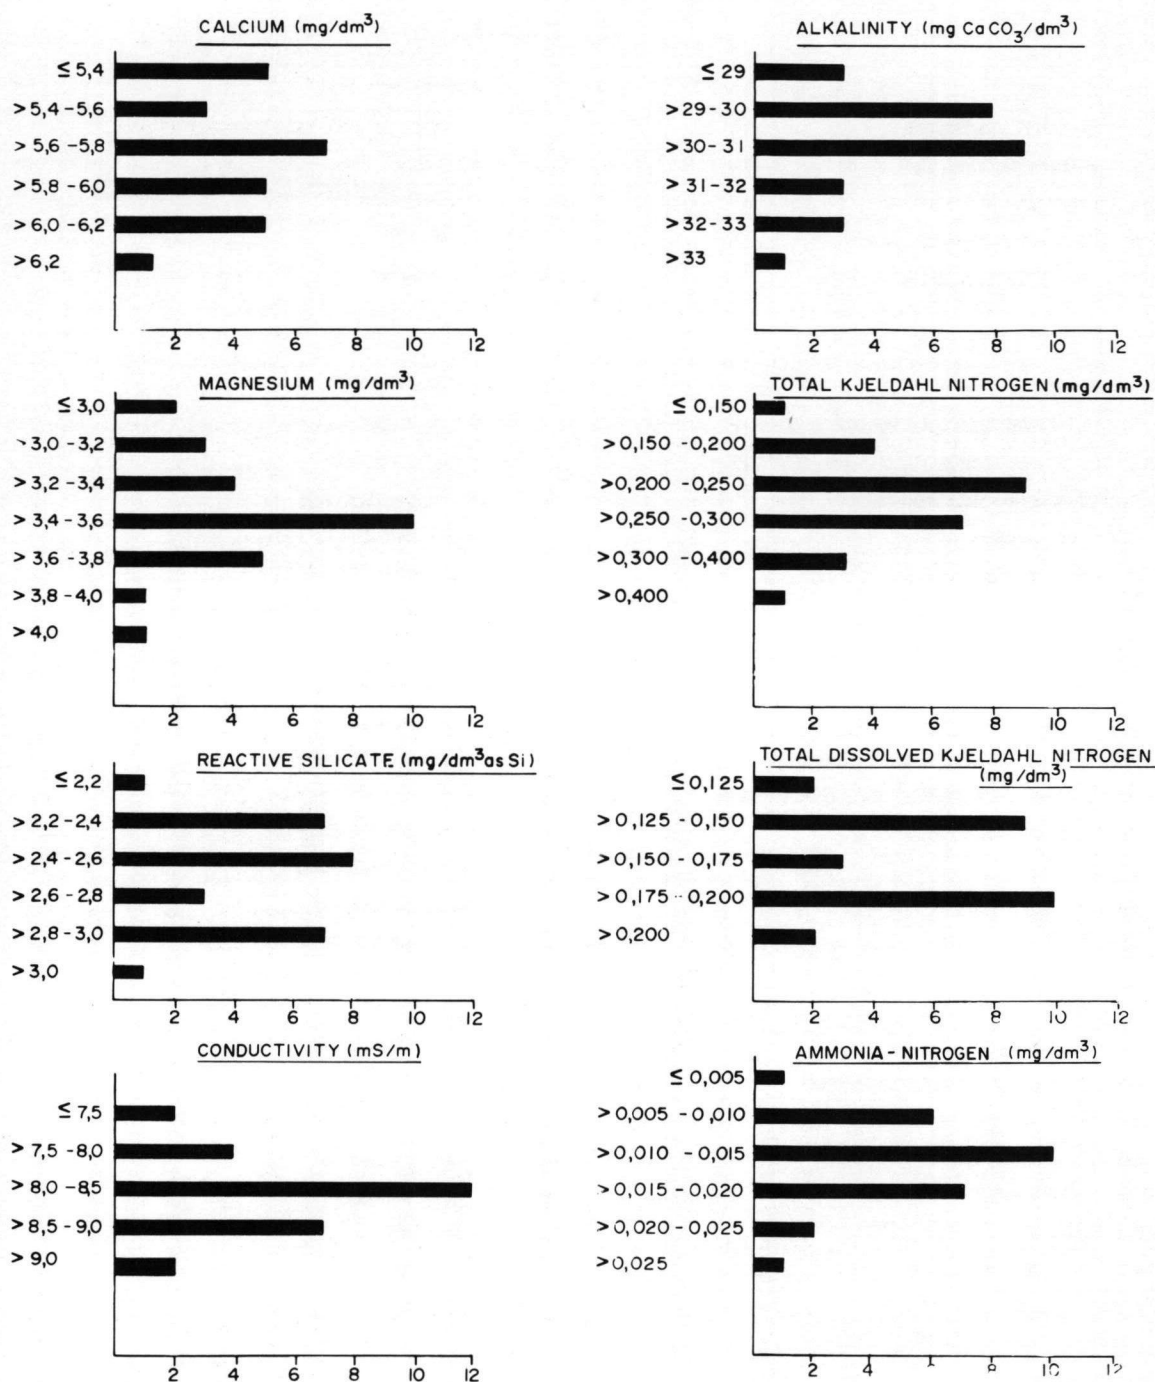 CALCIUM (mg/dm³)
≤ 5,4
> 5,4 - 5,6
> 5,6 - 5,8
> 5,8 - 6,0
> 6,0 - 6,2
> 6,2
2 4 6 8 10 12
MAGNESIUM (mg/dm³)
≤ 3,0
3,0 - 3,2
> 3,2 - 3,4
> 3,4 - 3,6
> 3,6 - 3,8
> 3,8 - 4,0
> 4,0
2 4 6 8 10 12
REACTIVE SILICATE (mg/dm³ as Si)
≤ 2,2
> 2,2 - 2,4
> 2,4 - 2,6
> 2,6 - 2,8
> 2,8 - 3,0
> 3,0
2 4 6 8 10 12
CONDUCTIVITY (mS/m)
≤ 7,5
> 7,5 - 8,0
> 8,0 - 8,5
> 8,5 - 9,0
> 9,0
2 4 6 8 10 12
ALKALINITY (mg CaCO₃/dm³)
≤ 29
> 29 - 30
> 30 - 31
> 31 - 32
> 32 - 33
> 33
2 4 6 8 10 12
TOTAL KJELDAHL NITROGEN (mg/dm³)
≤ 0,150
> 0,150 - 0,200
> 0,200 - 0,250
> 0,250 - 0,300
> 0,300 - 0,400
> 0,400
2 4 6 8 10 12
TOTAL DISSOLVED KJELDAHL NITROGEN
(mg/dm³)
≤ 0,125
> 0,125 - 0,150
> 0,150 - 0,175
> 0,175 - 0,200
> 0,200
2 4 6 8 10 12
AMMONIA - NITROGEN (mg/dm³)
≤ 0,005
> 0,005 - 0,010
> 0,010 - 0,015
> 0,015 - 0,020
> 0,020 - 0,025
> 0,025
2 4 6 8 10 12